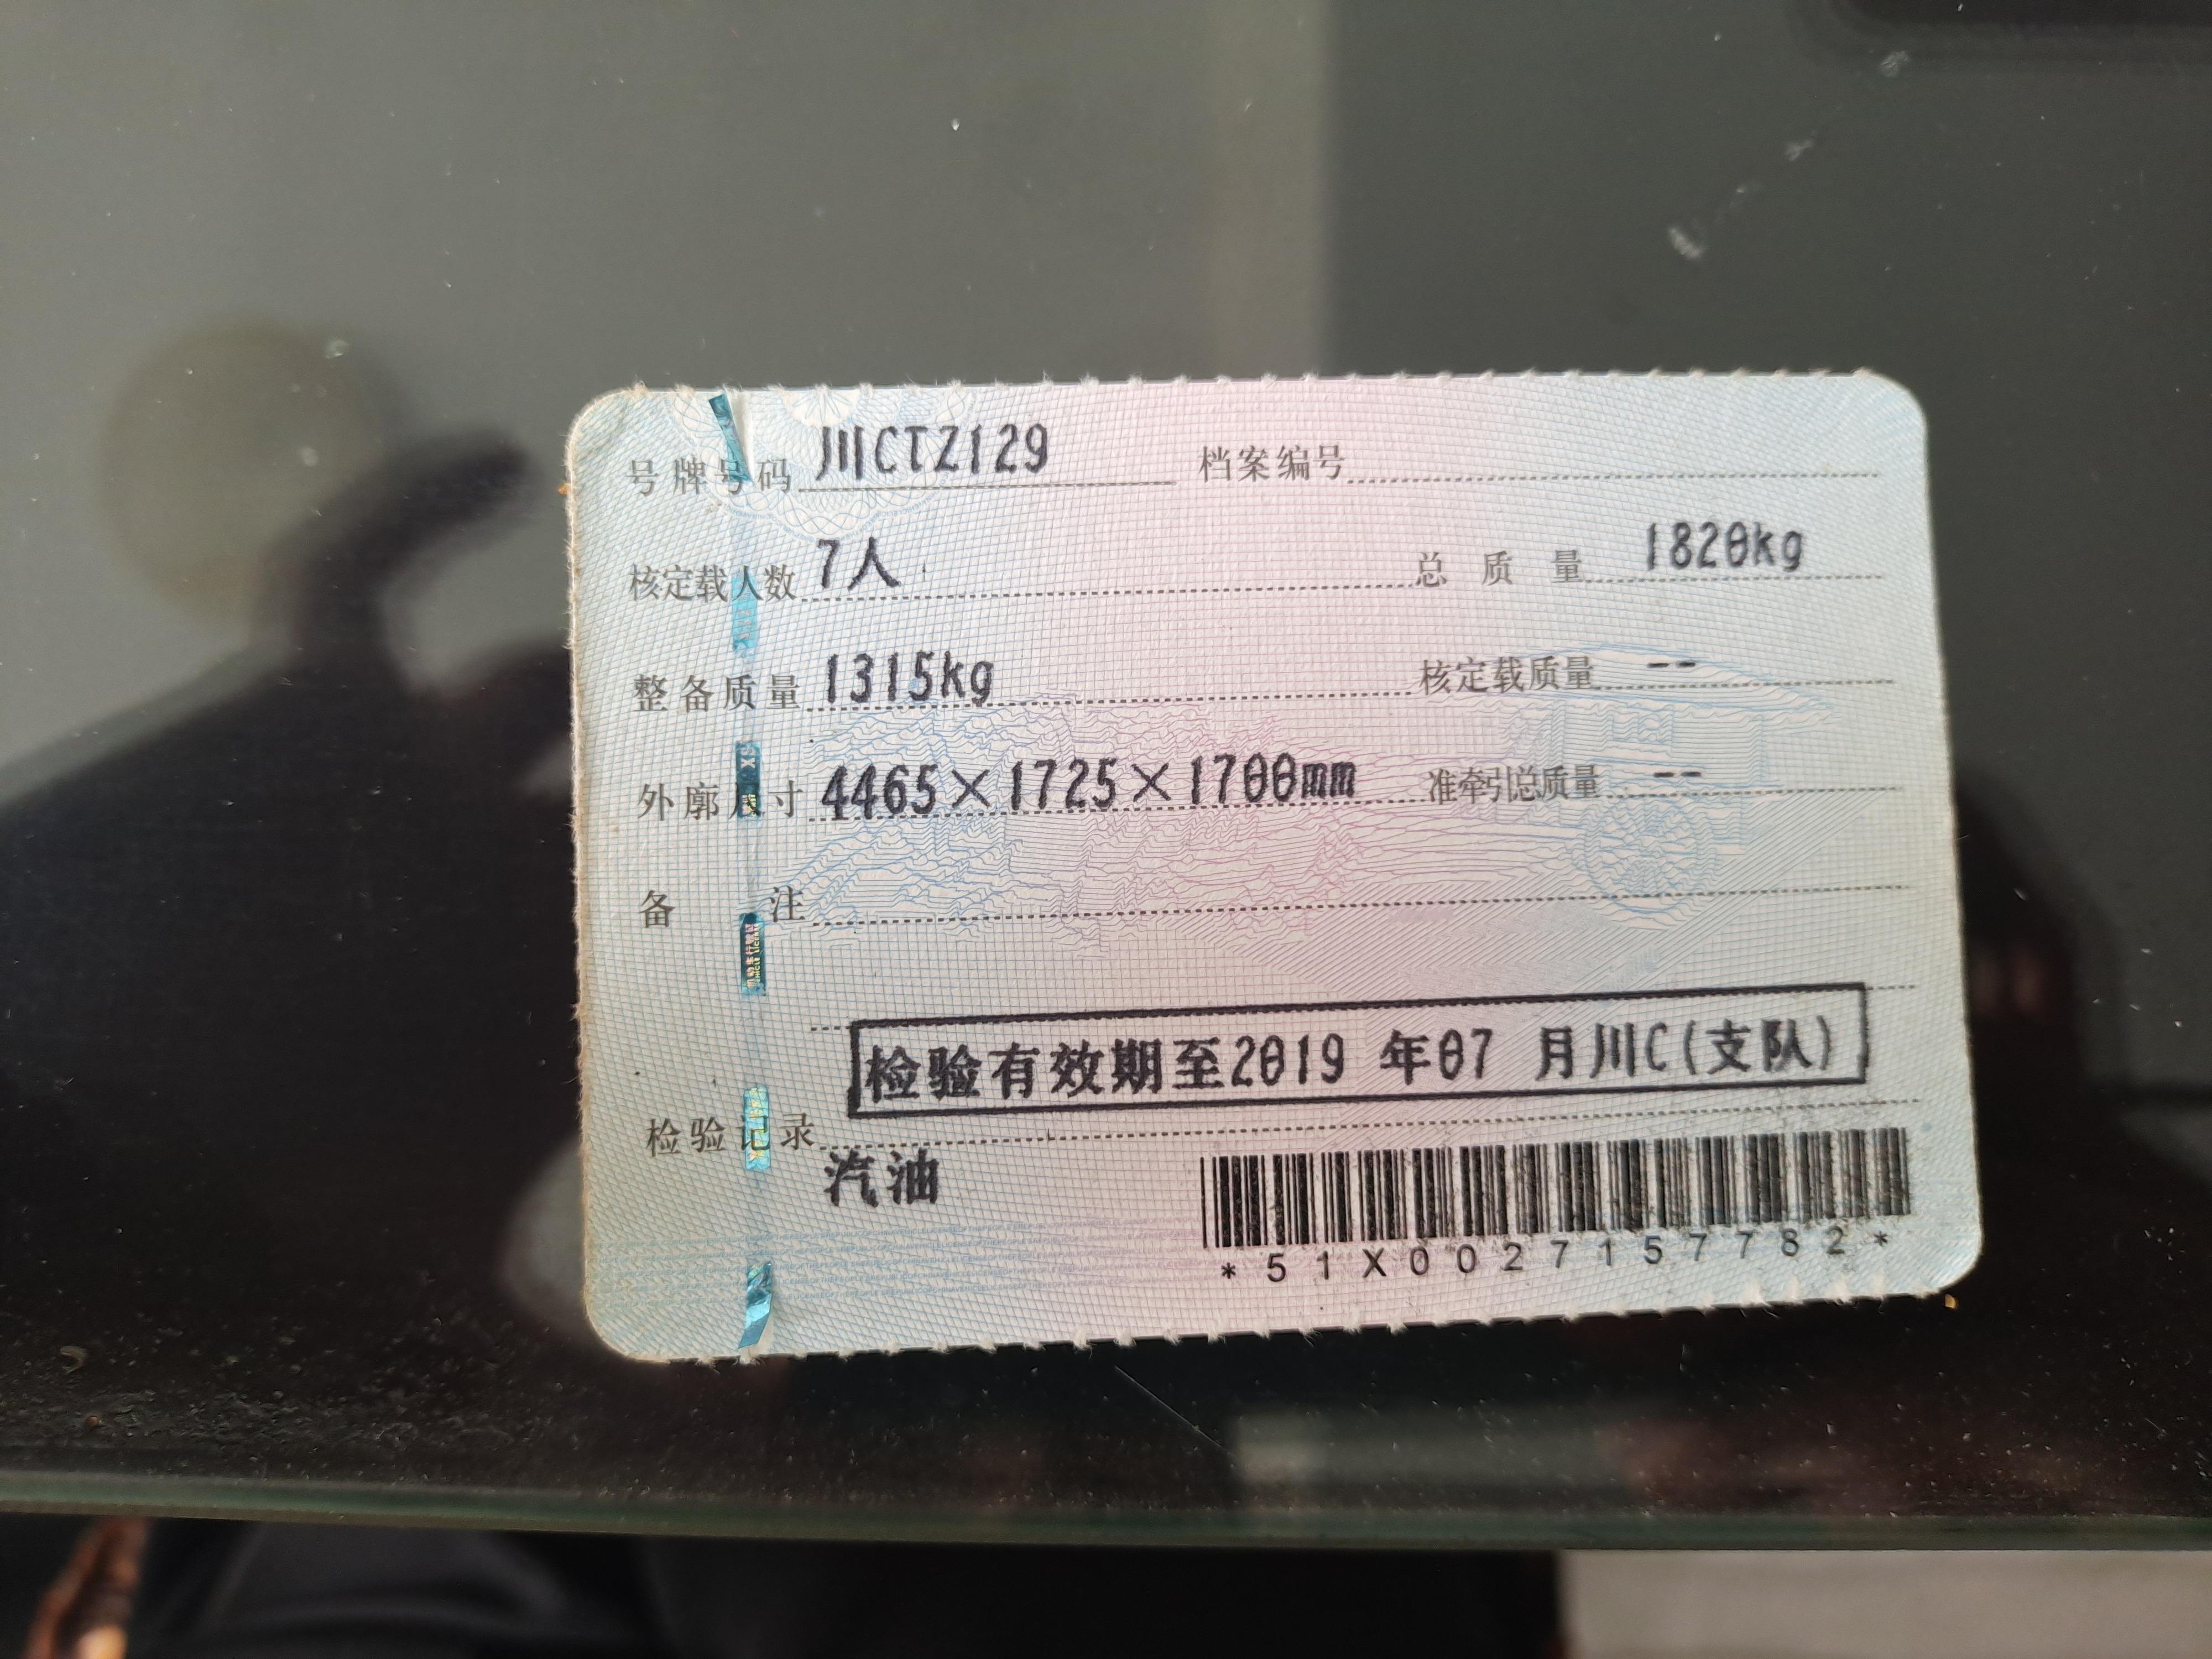 号牌号码 川CTZ129 档案编号
核定载人数 7人 总质量 1820kg
整备质量 1315kg 核定载质量 --
外廓尺寸 4465×1725×1700mm 准牵引总质量 --
备注
检验有效期至2019 年07 月川C(支队)
检验记录
汽油
*51X0027157782*